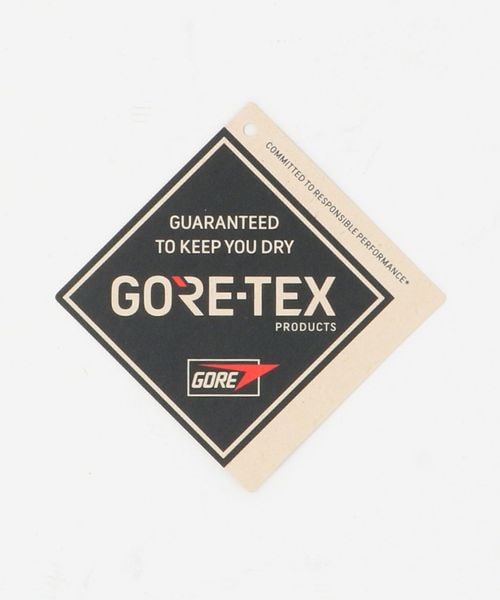 COMMITTED TO RESPONSIBLE PERFORMANCE*
GUARANTEED
TO KEEP YOU DRY
GORE-TEX
PRODUCTS
GORE